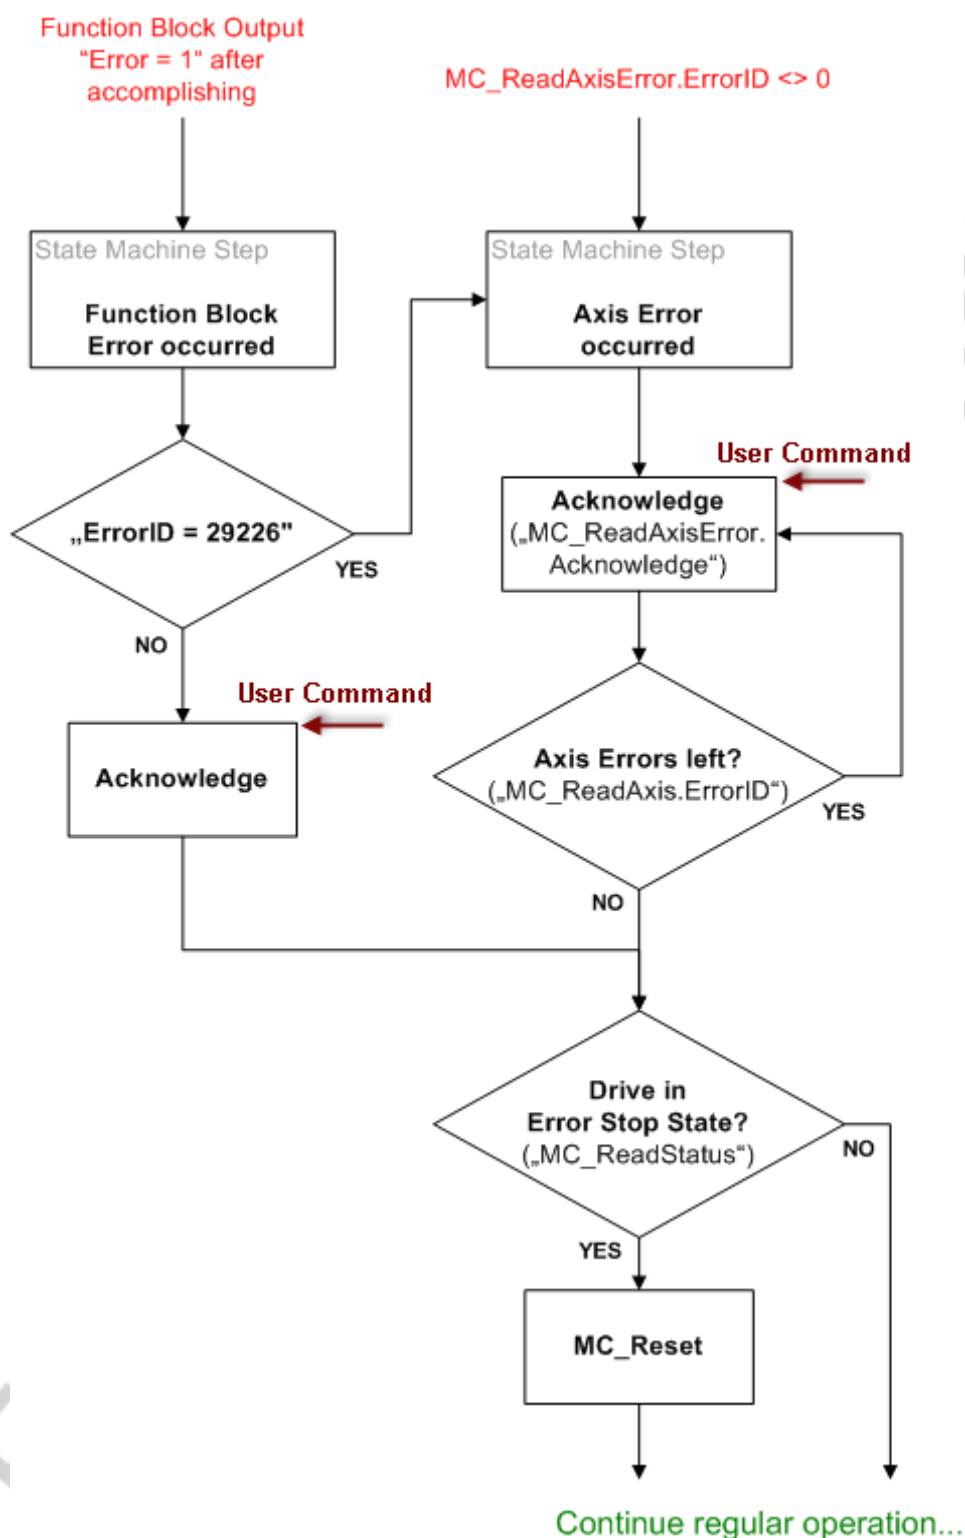 Function Block Output
"Error = 1" after
accomplishing
MC_ReadAxisError.ErrorID <> 0
State Machine Step
Function Block
Error occurred
State Machine Step
Axis Error
occurred
„ErrorID = 29226"
YES
NO
User Command
Acknowledge
(„MC_ReadAxisError.
Acknowledge“)
User Command
Acknowledge
Axis Errors left?
(„MC_ReadAxis.ErrorID“)
YES
NO
Drive in
Error Stop State?
(„MC_ReadStatus“)
NO
YES
MC_Reset
Continue regular operation...